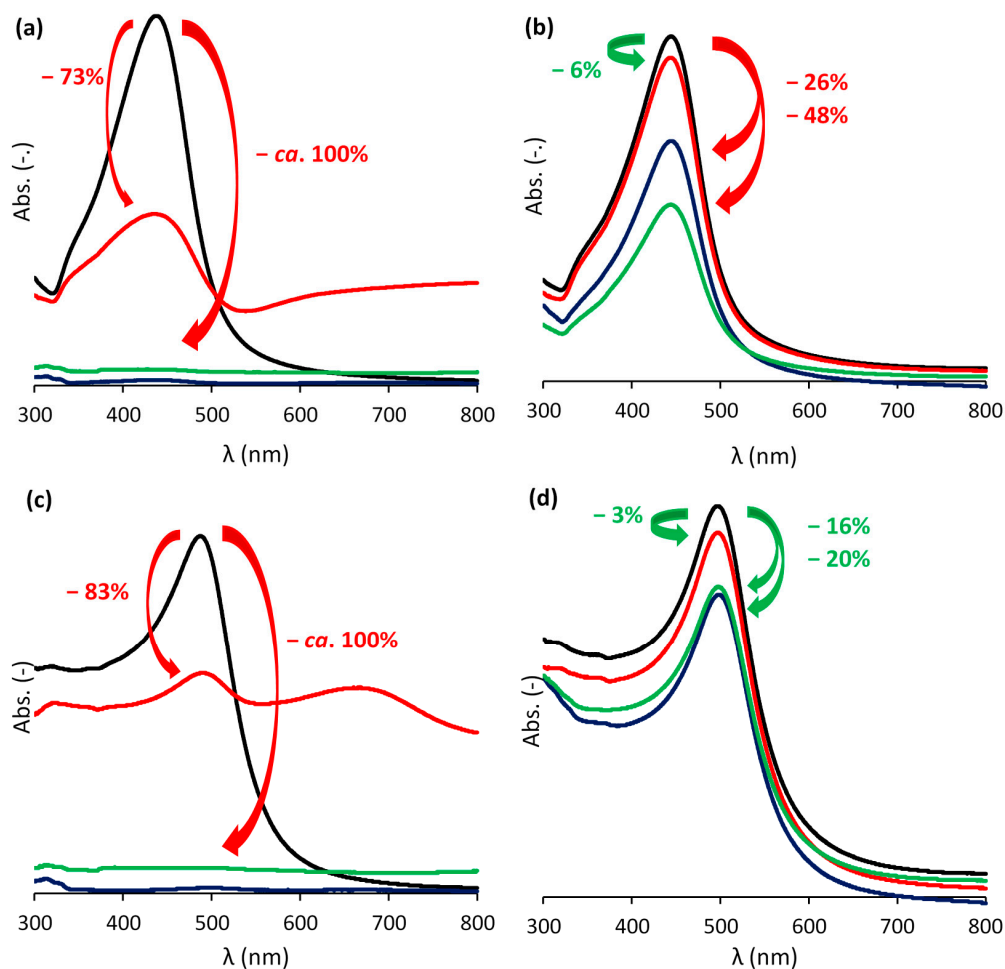 (a)
– 73%
– ca. 100%
Abs. (-.)
300 400 500 600 700 800
λ (nm)
(b)
– 6%
– 26%
– 48%
Abs. (-.)
300 400 500 600 700 800
λ (nm)
(c)
– 83%
– ca. 100%
Abs. (-)
300 400 500 600 700 800
λ (nm)
(d)
– 3%
– 16%
– 20%
Abs. (-)
300 400 500 600 700 800
λ (nm)